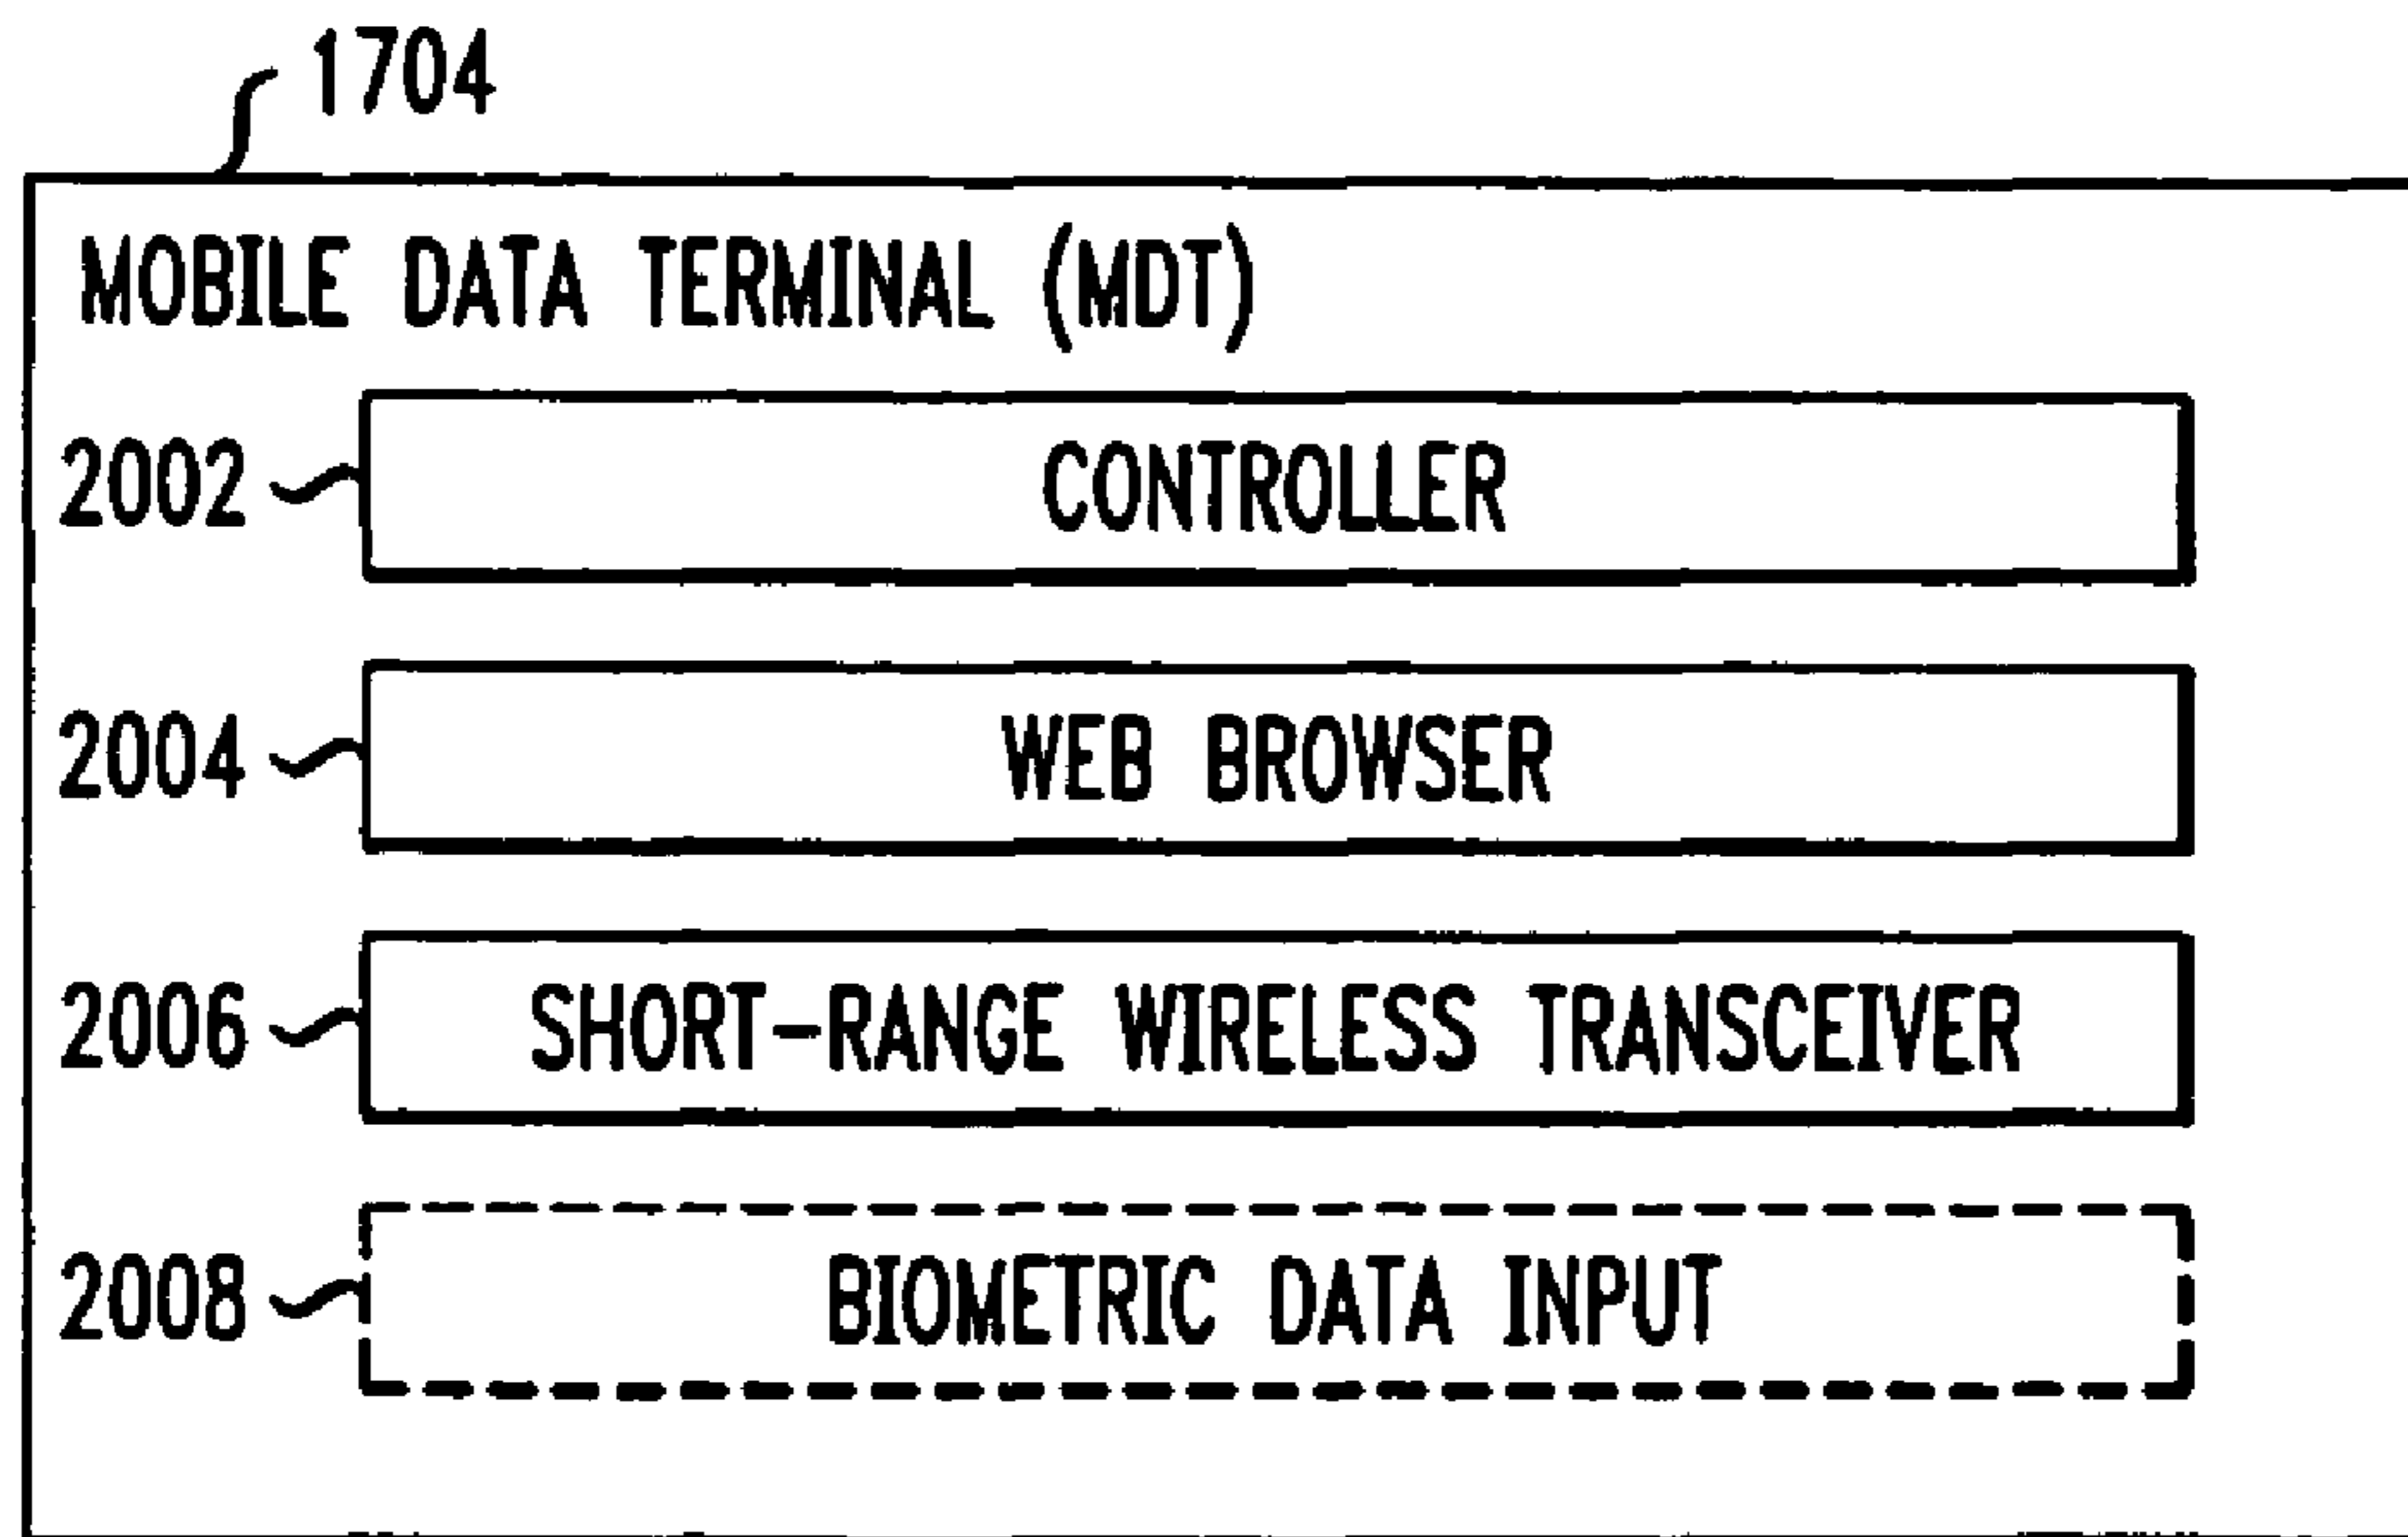 1704
MOBILE DATA TERMINAL (MDT)
2002 CONTROLLER
2004 WEB BROWSER
2006 SHORT-RANGE WIRELESS TRANSCEIVER
2008 BIOMETRIC DATA INPUT